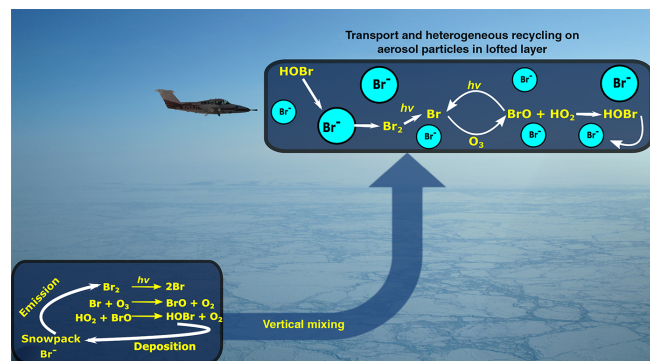 Transport and heterogeneous recycling on
aerosol particles in lofted layer
HOBr
Br⁻
Br⁻
Br⁻
Br₂
hν
Br
Br⁻
hν
O₃
BrO + HO₂
HOBr
Br⁻
Br⁻
Br⁻
Br⁻
Emission
Br₂
hν
2Br
Br + O₃
BrO + O₂
HO₂ + BrO
HOBr + O₂
Snowpack
Br⁻
Deposition
Vertical mixing